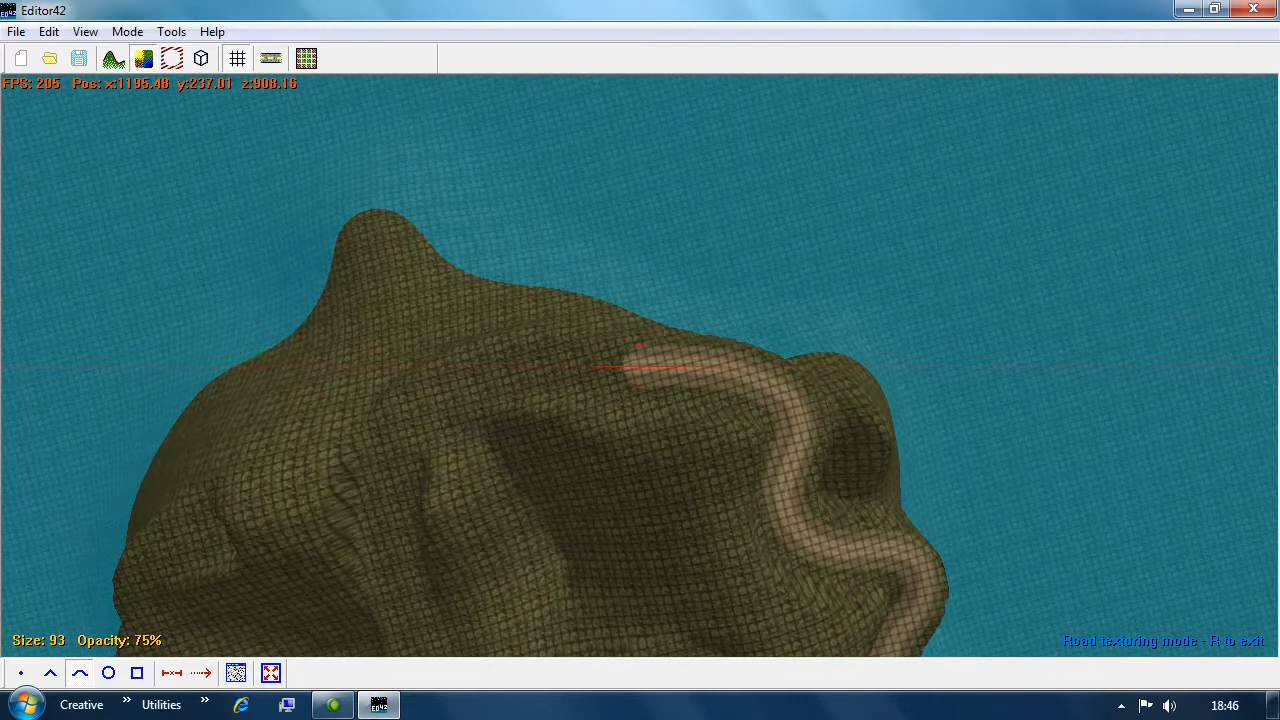 Editor42
File Edit View Mode Tools Help
FPS: 205 Pos: x:1195.48 y:237.01 z:908.16
Size: 93 Opacity: 75%
Road texturing mode - R to exit
Creative » Utilities » ED42 18:46